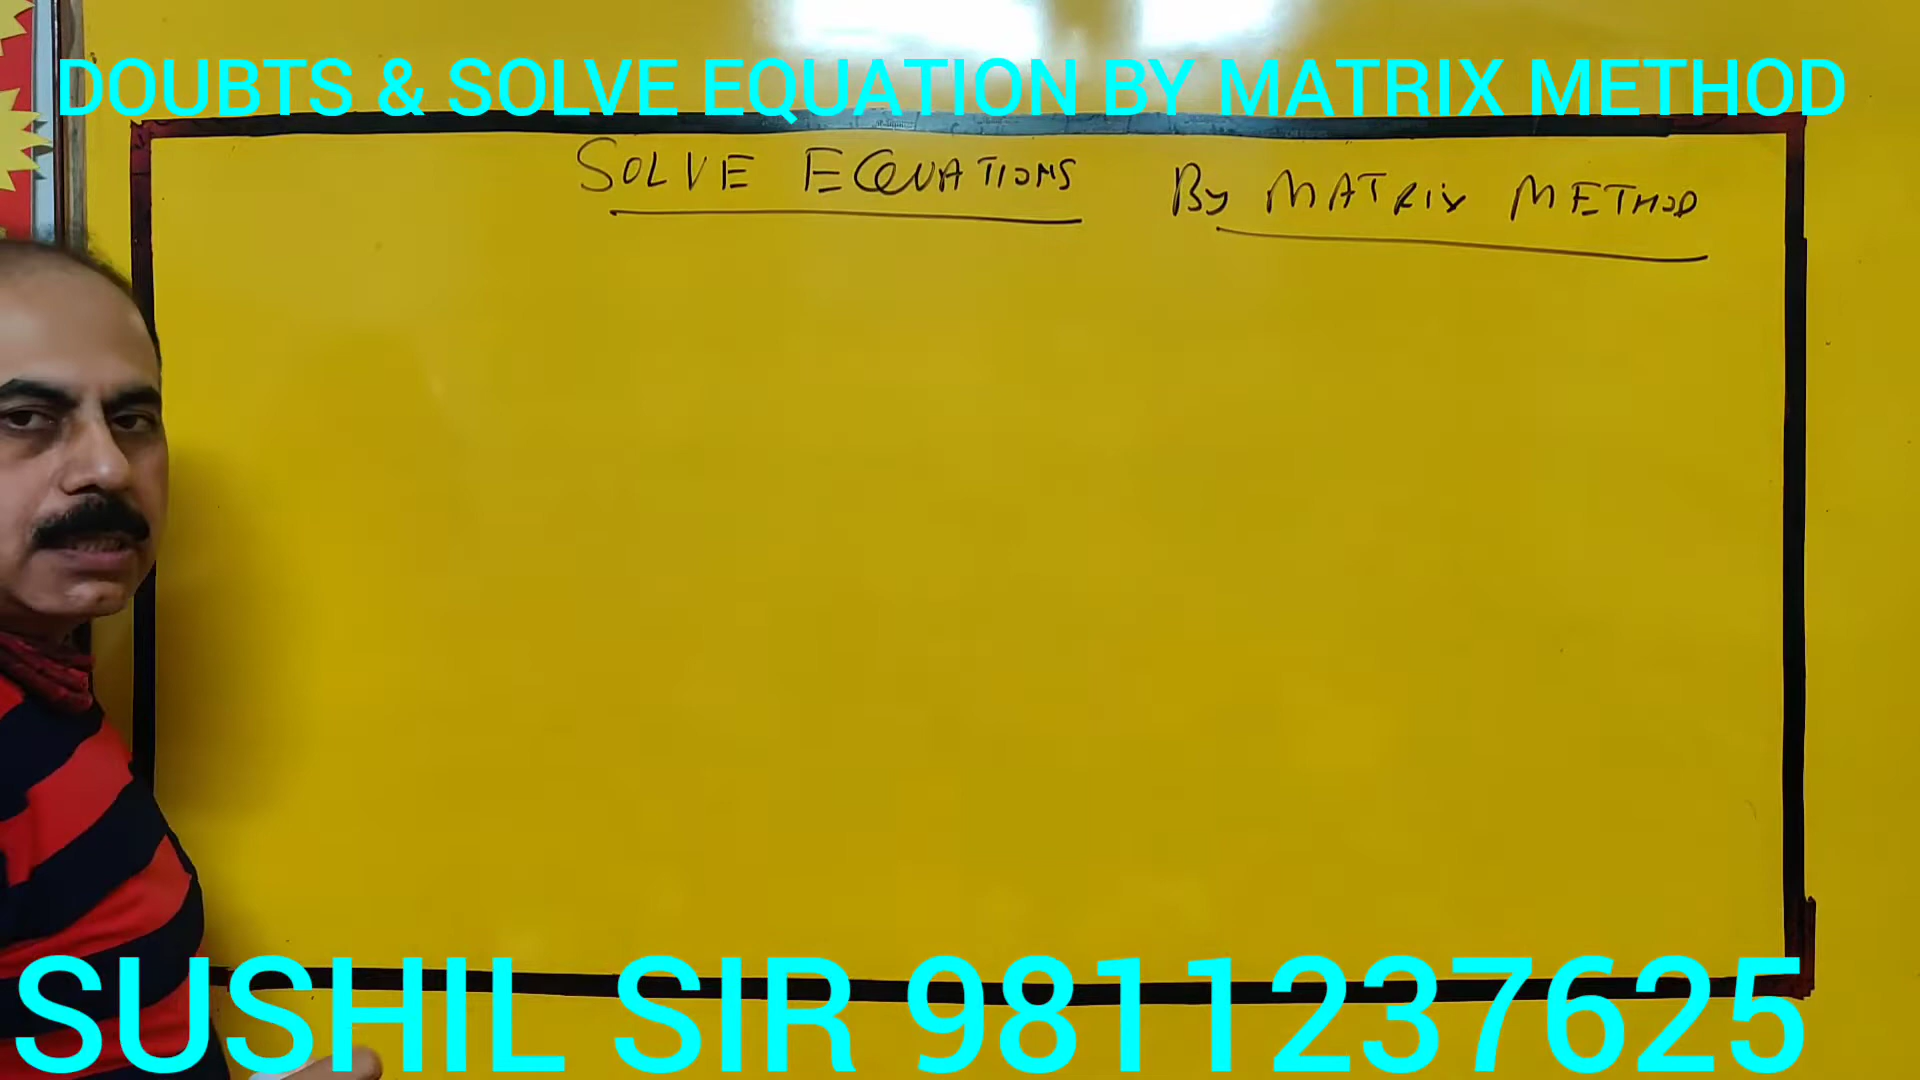 DOUBTS & SOLVE EQUATION BY MATRIX METHOD
SOLVE EQUATIONS By MATRIX METHOD
SUSHIL SIR 9811237625